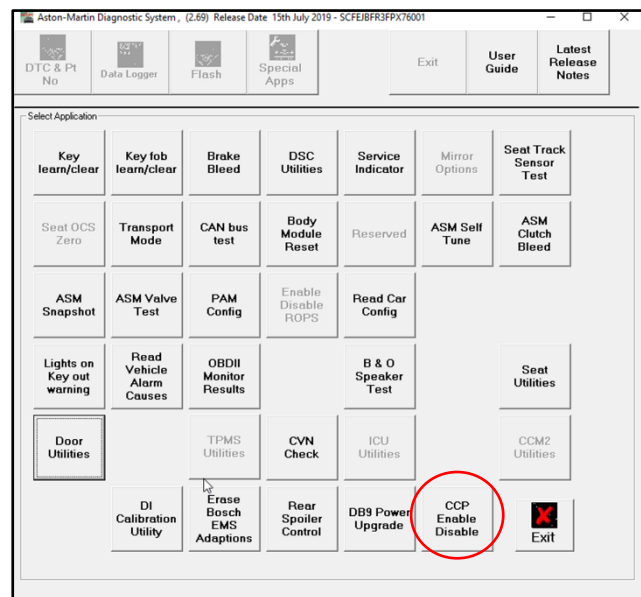 Aston-Martin Diagnostic System , (2.69) Release Date 15th July 2019 - SCFEJBFR3FPX76001
DTC & Pt
No
Data Logger
Flash
Special
Apps
Exit
User
Guide
Latest
Release
Notes
Select Application
Key
learn/clear
Key fob
learn/clear
Brake
Bleed
DSC
Utilities
Service
Indicator
Mirror
Options
Seat Track
Sensor
Test
Seat OCS
Zero
Transport
Mode
CAN bus
test
Body
Module
Reset
Reserved
ASM Self
Tune
ASM
Clutch
Bleed
ASM
Snapshot
ASM Valve
Test
PAM
Config
Enable
Disable
ROPS
Read Car
Config
Lights on
Key out
warning
Read
Vehicle
Alarm
Causes
OBDII
Monitor
Results
B & O
Speaker
Test
Seat
Utilities
Door
Utilities
TPMS
Utilities
CVN
Check
ICU
Utilities
CCM2
Utilities
DI
Calibration
Utility
Erase
Bosch
EMS
Adaptions
Rear
Spoiler
Control
DB9 Power
Upgrade
CCP
Enable
Disable
Exit